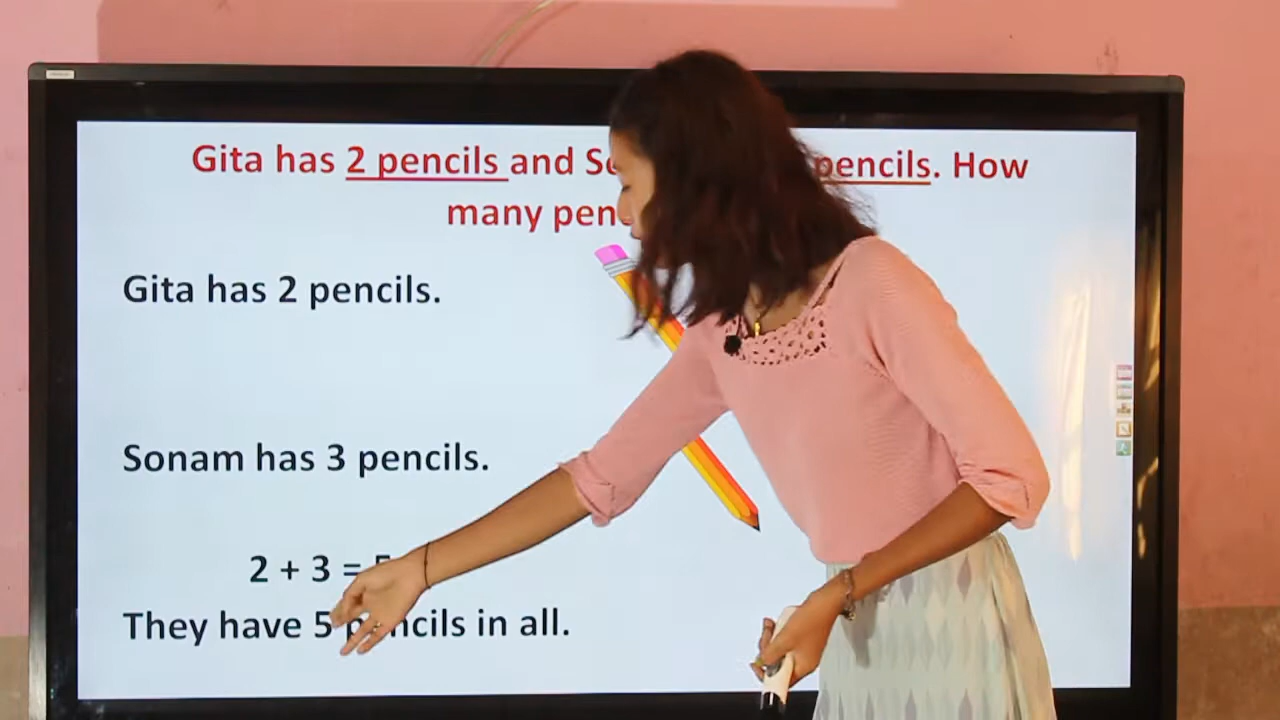 Gita has 2 pencils and pencils. How
many
Gita has 2 pencils.
Sonam has 3 pencils.
2 + 3 =
They have 5 pencils in all.